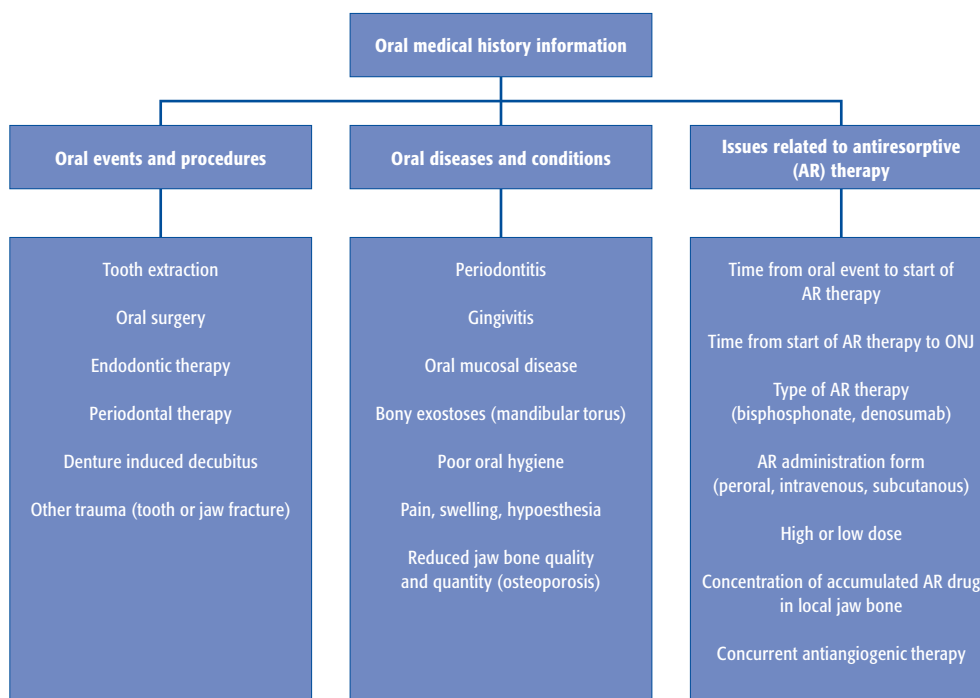 Oral medical history information
Oral events and procedures
Oral diseases and conditions
Issues related to antiresorptive
(AR) therapy
Tooth extraction
Oral surgery
Endodontic therapy
Periodontal therapy
Denture induced decubitus
Other trauma (tooth or jaw fracture)
Periodontitis
Gingivitis
Oral mucosal disease
Bony exostoses (mandibular torus)
Poor oral hygiene
Pain, swelling, hypoesthesia
Reduced jaw bone quality
and quantity (osteoporosis)
Time from oral event to start of
AR therapy
Time from start of AR therapy to ONJ
Type of AR therapy
(bisphosphonate, denosumab)
AR administration form
(peroral, intravenous, subcutanous)
High or low dose
Concentration of accumulated AR drug
in local jaw bone
Concurrent antiangiogenic therapy